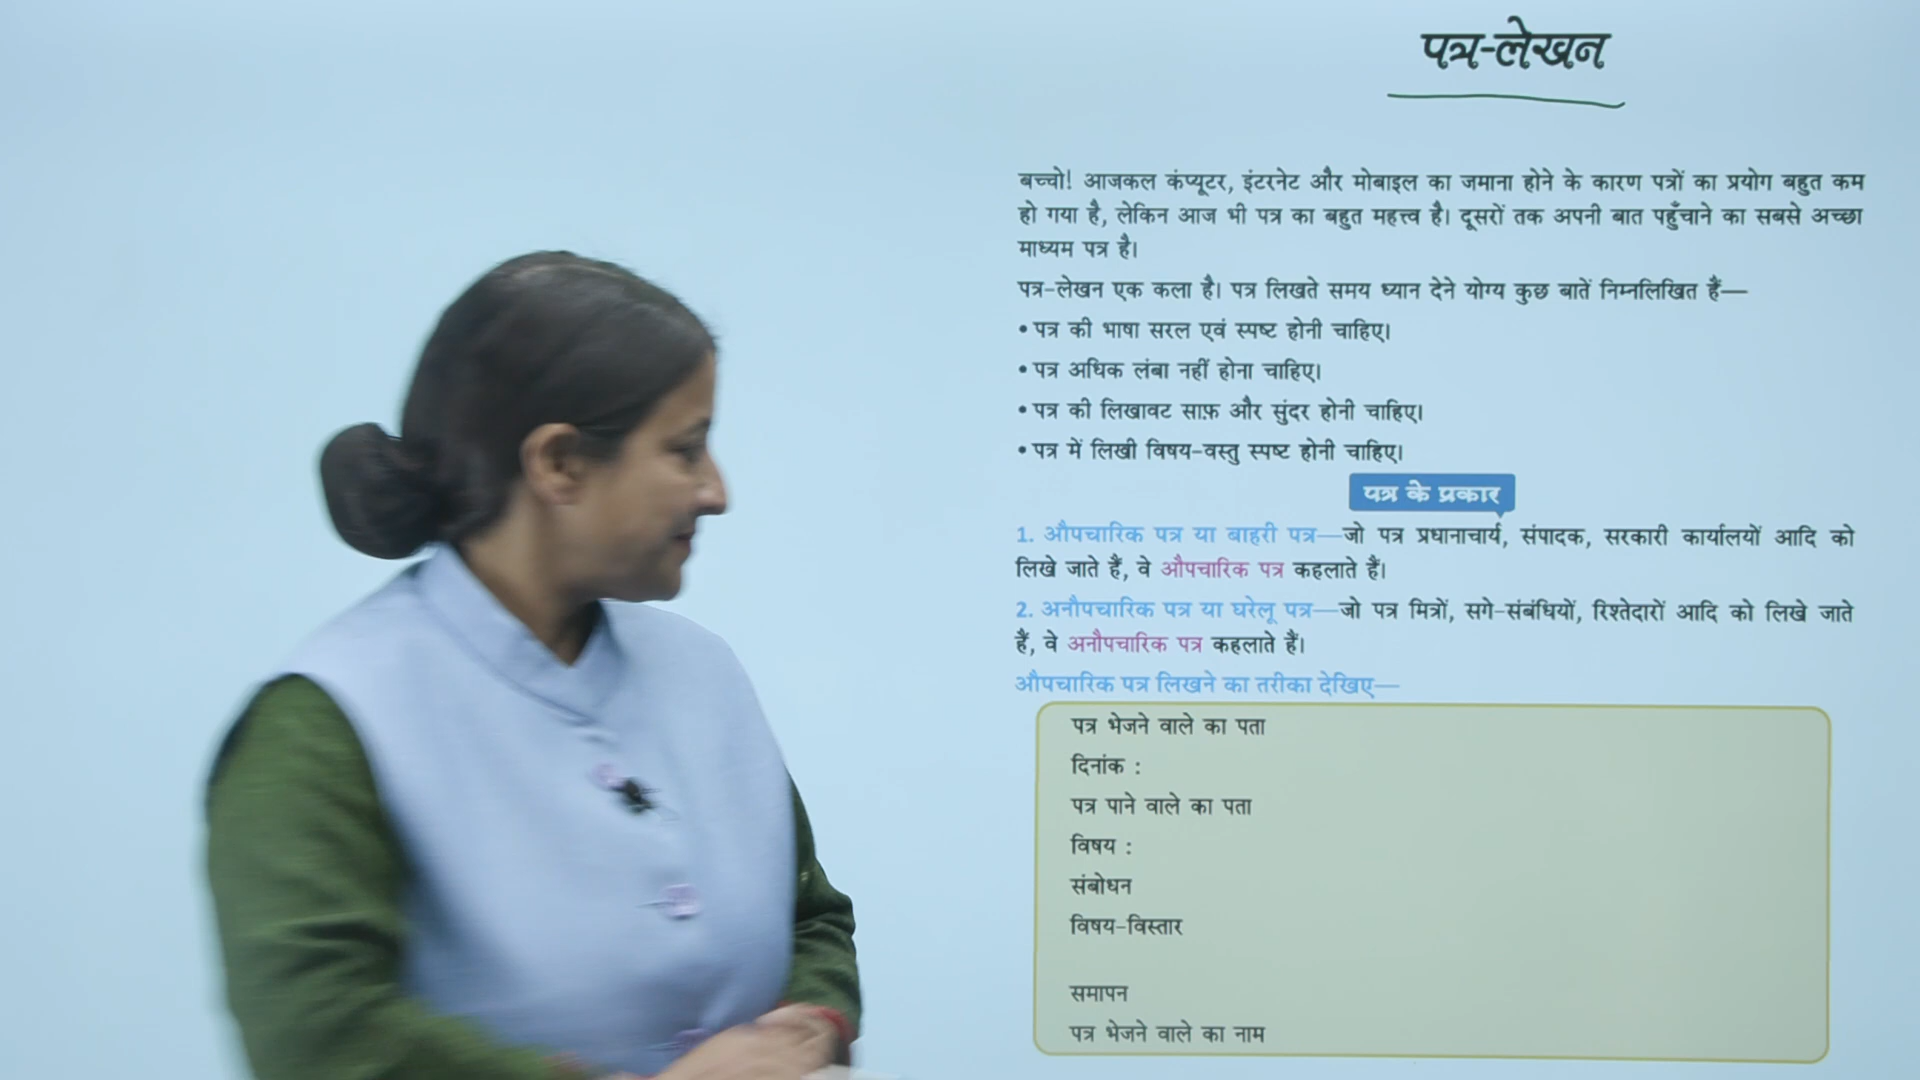 पत्र-लेखन
बच्चो! आजकल कंप्यूटर, इंटरनेट और मोबाइल का जमाना होने के कारण पत्रों का प्रयोग बहुत कम
हो गया है, लेकिन आज भी पत्र का बहुत महत्त्व है। दूसरों तक अपनी बात पहुँचाने का सबसे अच्छा
माध्यम पत्र है।
पत्र-लेखन एक कला है। पत्र लिखते समय ध्यान देने योग्य कुछ बातें निम्नलिखित हैं—
• पत्र की भाषा सरल एवं स्पष्ट होनी चाहिए।
• पत्र अधिक लंबा नहीं होना चाहिए।
• पत्र की लिखावट साफ़ और सुंदर होनी चाहिए।
• पत्र में लिखी विषय-वस्तु स्पष्ट होनी चाहिए।
पत्र के प्रकार
1. औपचारिक पत्र या बाहरी पत्र—जो पत्र प्रधानाचार्य, संपादक, सरकारी कार्यालयों आदि को
लिखे जाते हैं, वे औपचारिक पत्र कहलाते हैं।
2. अनौपचारिक पत्र या घरेलू पत्र—जो पत्र मित्रों, सगे-संबंधियों, रिश्तेदारों आदि को लिखे जाते
हैं, वे अनौपचारिक पत्र कहलाते हैं।
औपचारिक पत्र लिखने का तरीका देखिए—
पत्र भेजने वाले का पता
दिनांक :
पत्र पाने वाले का पता
विषय :
संबोधन
विषय-विस्तार
समापन
पत्र भेजने वाले का नाम